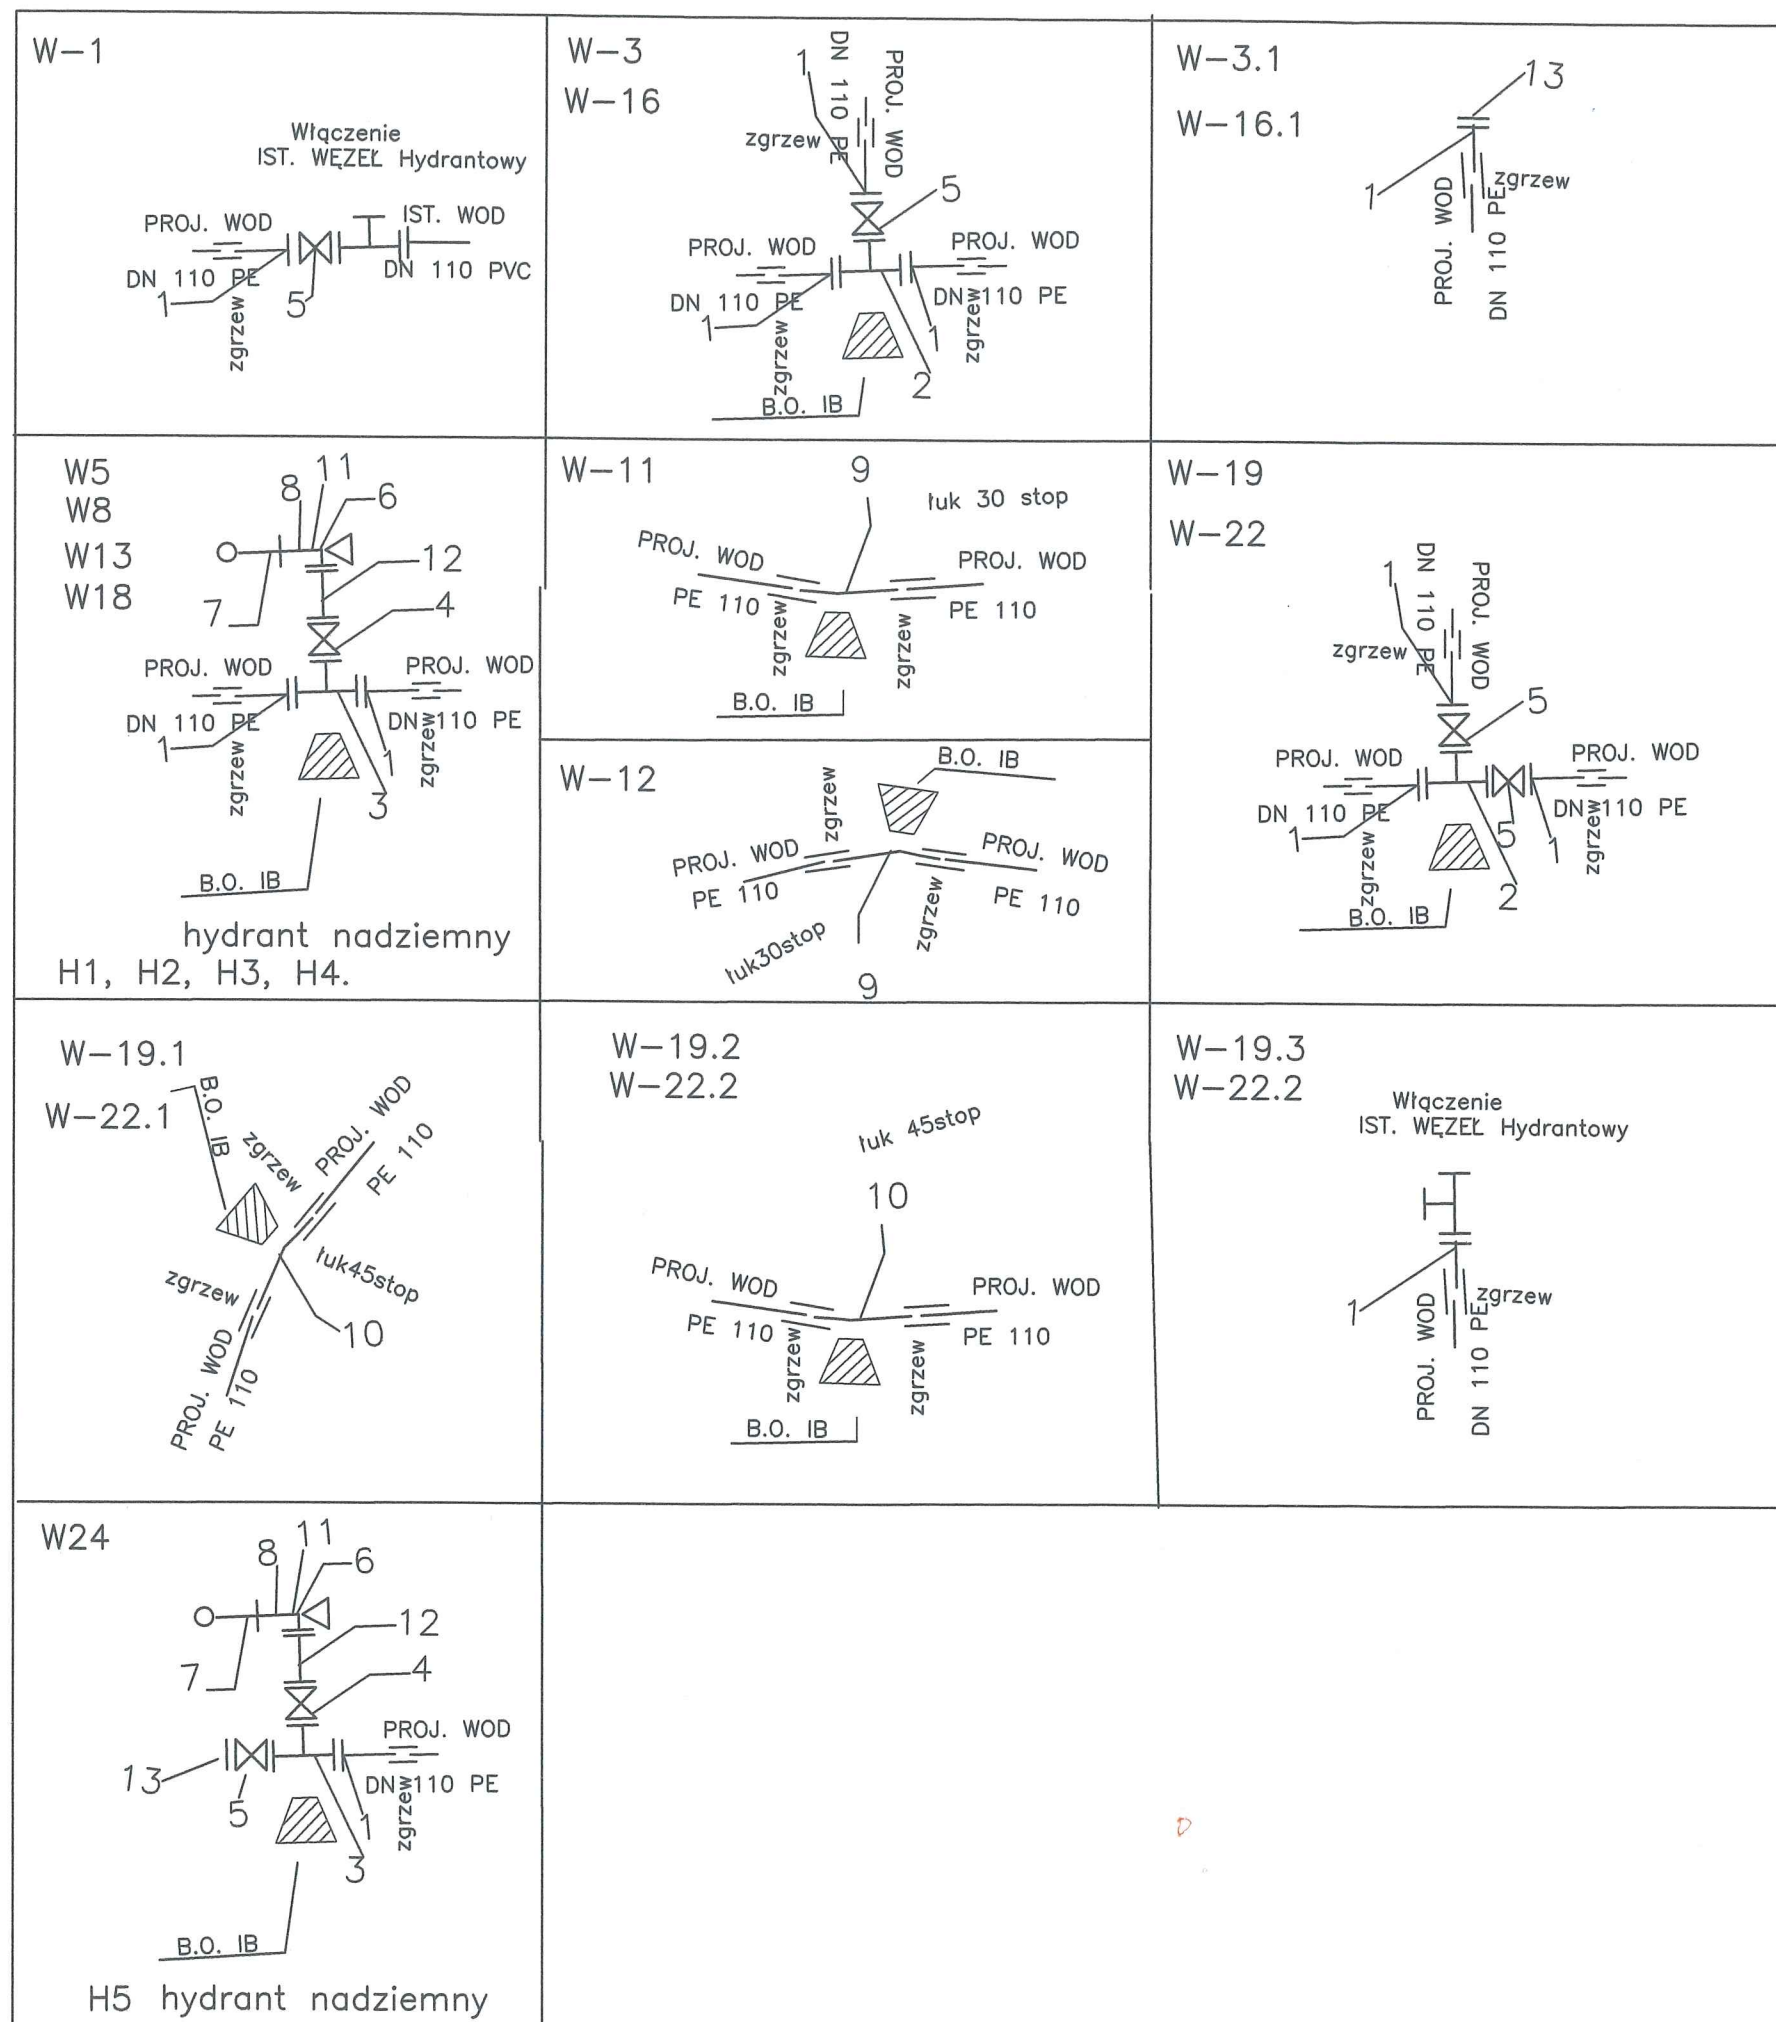 W-1
Włączenie
IST. WĘZEŁ Hydrantowy
PROJ. WOD
IST. WOD
DN 110 PE
DN 110 PVC
1
5
zgrzew
W-3
W-16
1
DN 110 PE
PROJ. WOD
zgrzew
5
PROJ. WOD
PROJ. WOD
DN 110 PE
DN 110 PE
1
zgrzew
1
zgrzew
2
B.O. IB
W-3.1
W-16.1
13
1
zgrzew
PROJ. WOD
DN 110 PE
W5
W8
W13
W18
11
8
6
12
7
4
PROJ. WOD
PROJ. WOD
DN 110 PE
DN 110 PE
1
zgrzew
1
zgrzew
3
B.O. IB
hydrant nadziemny
H1, H2, H3, H4.
W-11
9
łuk 30 stop
PROJ. WOD
PROJ. WOD
PE 110
PE 110
zgrzew
zgrzew
B.O. IB
W-12
B.O. IB
zgrzew
PROJ. WOD
PROJ. WOD
PE 110
PE 110
zgrzew
łuk30stop
9
W-19
W-22
1
DN 110 PE
PROJ. WOD
zgrzew
5
PROJ. WOD
PROJ. WOD
DN 110 PE
DN 110 PE
1
zgrzew
5
1
zgrzew
2
B.O. IB
W-19.1
W-22.1
B.O. IB
zgrzew
PROJ. WOD
PE 110
łuk45stop
zgrzew
10
PROJ. WOD
PE 110
W-19.2
W-22.2
łuk 45stop
10
PROJ. WOD
PROJ. WOD
PE 110
PE 110
zgrzew
zgrzew
B.O. IB
W-19.3
W-22.2
Włączenie
IST. WĘZEŁ Hydrantowy
1
zgrzew
PROJ. WOD
DN 110 PE
W24
11
8
6
12
7
4
PROJ. WOD
13
DN 110 PE
5
1
zgrzew
3
B.O. IB
H5 hydrant nadziemny